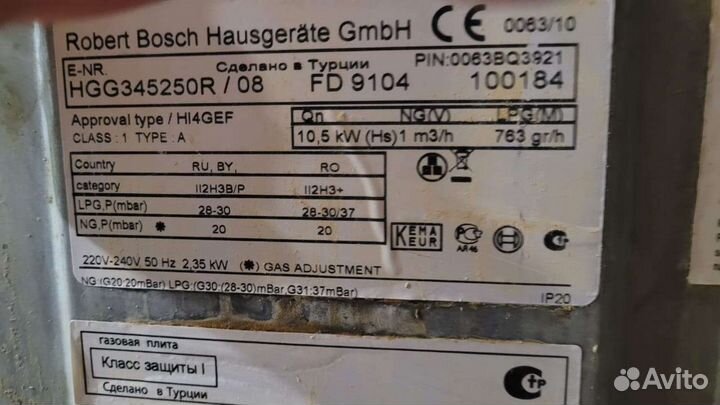 Robert Bosch Hausgeräte GmbH CE 0063/10
E-NR. Сделано в Турции PIN:0063BQ3921
HGG345250R / 08 FD 9104 100184
Approval type / HI4GEF
CLASS : 1 TYPE : A
Qn NG(V) LPG(M)
10,5 kW (Hs) 1 m3/h 763 gr/h
Country RU, BY, RO
category II2H3B/P II2H3+
LPG,P(mbar) 28-30 28-30/37
NG,P(mbar) ✱ 20 20
KEMA
EUR
АЯ 46
220V-240V 50 Hz 2,35 kW (✱) GAS ADJUSTMENT
NG:(G20:20mBar) LPG:(G30:(28-30)mBar,G31:37mBar)
IP20
газовая плита
Класс защиты I
Сделано в Турции
Avito